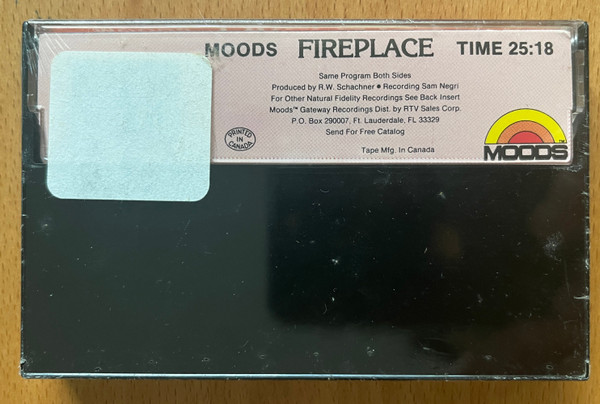 MOODS FIREPLACE TIME 25:18
Same Program Both Sides
Produced by R.W. Schachner • Recording Sam Negri
For Other Natural Fidelity Recordings See Back Insert
Moods™ Gateway Recordings Dist. by RTV Sales Corp.
P.O. Box 290007, Ft. Lauderdale, FL 33329
Send For Free Catalog
PRINTED
IN
CANADA
Tape Mfg. In Canada
MOODS™